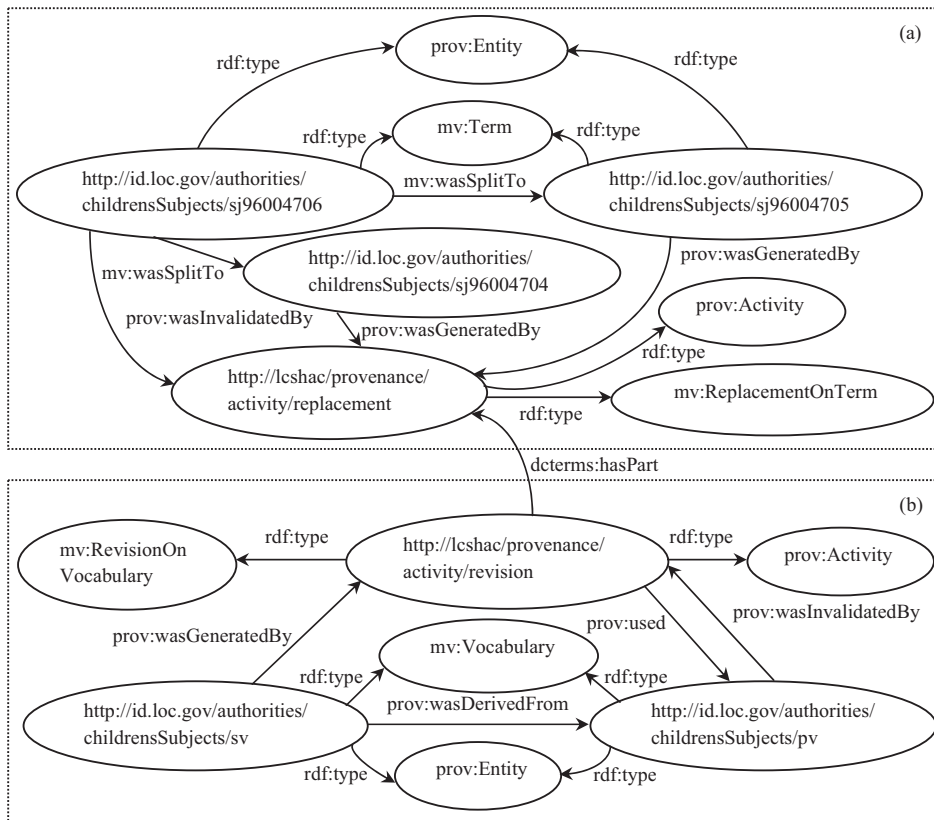 (a)
prov:Entity
rdf:type
rdf:type
mv:Term
rdf:type
rdf:type
http://id.loc.gov/authorities/
childrensSubjects/sj96004706
mv:wasSplitTo
http://id.loc.gov/authorities/
childrensSubjects/sj96004705
mv:wasSplitTo
http://id.loc.gov/authorities/
childrensSubjects/sj96004704
prov:wasGeneratedBy
prov:wasInvalidatedBy
prov:wasGeneratedBy
prov:Activity
rdf:type
http://lcshac/provenance/
activity/replacement
rdf:type
mv:ReplacementOnTerm
dcterms:hasPart
(b)
mv:RevisionOn
Vocabulary
rdf:type
http://lcshac/provenance/
activity/revision
rdf:type
prov:Activity
prov:wasGeneratedBy
prov:used
prov:wasInvalidatedBy
mv:Vocabulary
rdf:type
rdf:type
http://id.loc.gov/authorities/
childrensSubjects/sv
prov:wasDerivedFrom
http://id.loc.gov/authorities/
childrensSubjects/pv
rdf:type
prov:Entity
rdf:type